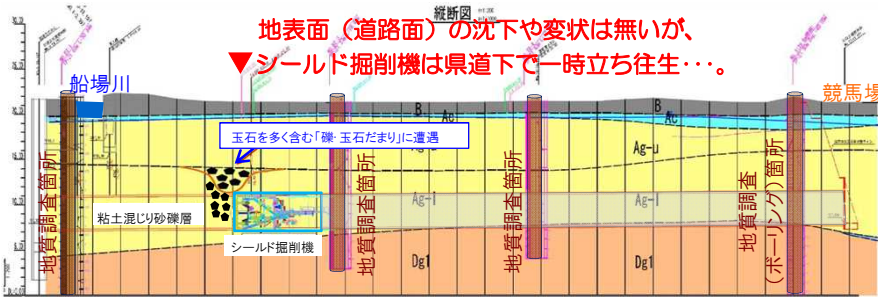 縦断図
地表面（道路面）の沈下や変状は無いが、
▼シールド掘削機は県道下で一時立ち往生･･･。
船場川
競馬場
B
B
Ac
Ac
玉石を多く含む「礫･玉石だまり」に遭遇
Ag-u
粘土混じり砂礫層
Ag-l
Ag-l
シールド掘削機
Dg1
Dg1
地質調査箇所
地質調査箇所
地質調査箇所
地質調査
（ボーリング）箇所